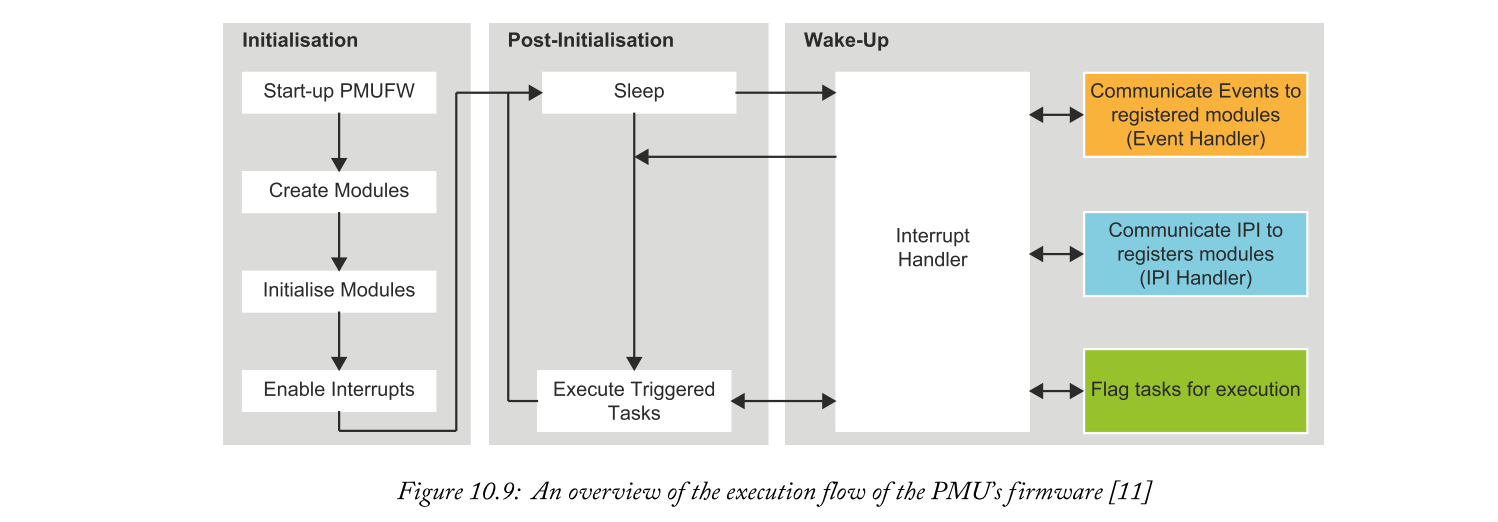 Initialisation
Start-up PMUFW
Create Modules
Initialise Modules
Enable Interrupts
Post-Initialisation
Sleep
Execute Triggered
Tasks
Wake-Up
Interrupt
Handler
Communicate Events to
registered modules
(Event Handler)
Communicate IPI to
registers modules
(IPI Handler)
Flag tasks for execution
Figure 10.9: An overview of the execution flow of the PMU's firmware [11]